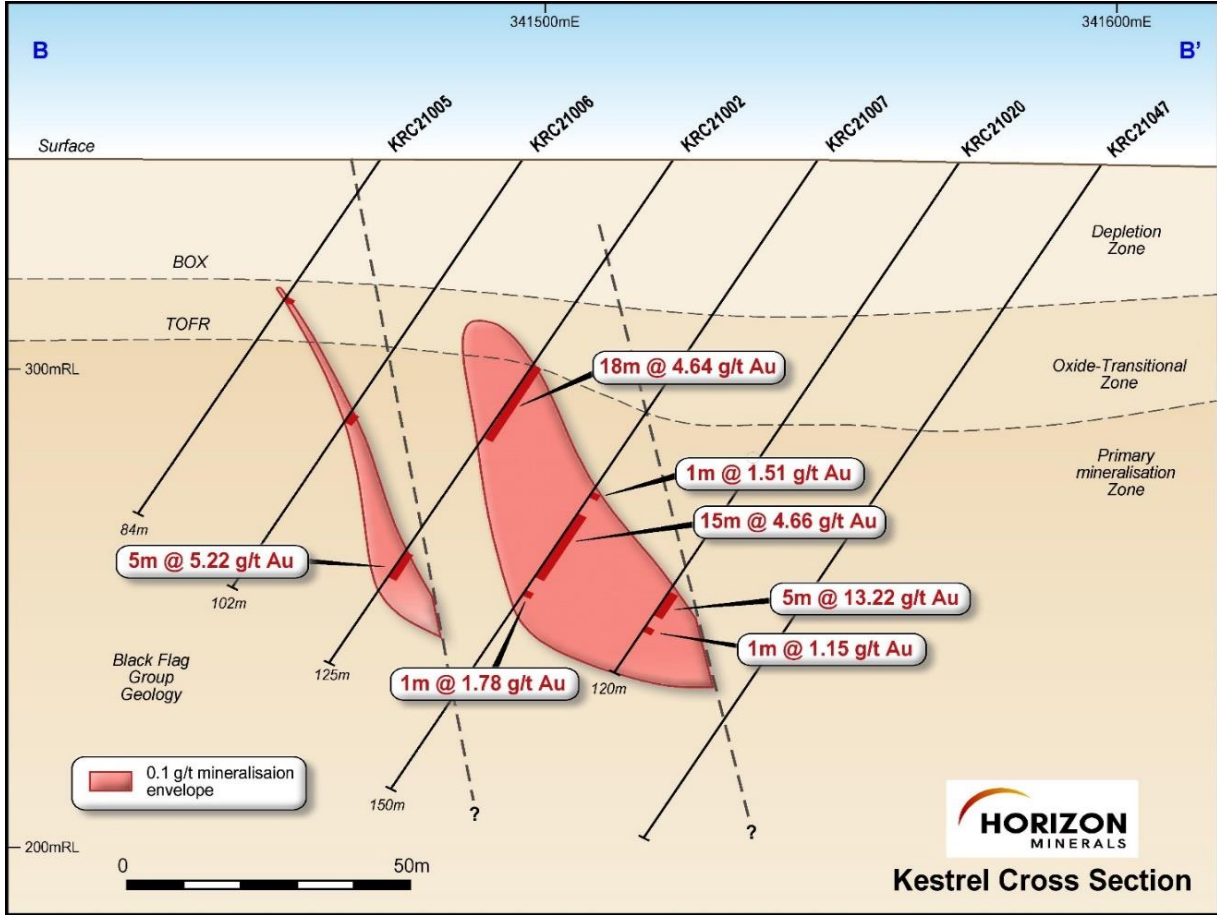 341500mE
341600mE
B
B'
KRC21005
KRC21006
KRC21002
KRC21007
KRC21020
KRC21047
Surface
Depletion
Zone
BOX
TOFR
300mRL
18m @ 4.64 g/t Au
Oxide-Transitional
Zone
1m @ 1.51 g/t Au
Primary
mineralisation
Zone
15m @ 4.66 g/t Au
84m
5m @ 5.22 g/t Au
102m
5m @ 13.22 g/t Au
1m @ 1.15 g/t Au
Black Flag
Group
Geology
125m
1m @ 1.78 g/t Au
120m
0.1 g/t mineralisaion
envelope
150m
?
?
200mRL
0
50m
HORIZON
MINERALS
Kestrel Cross Section